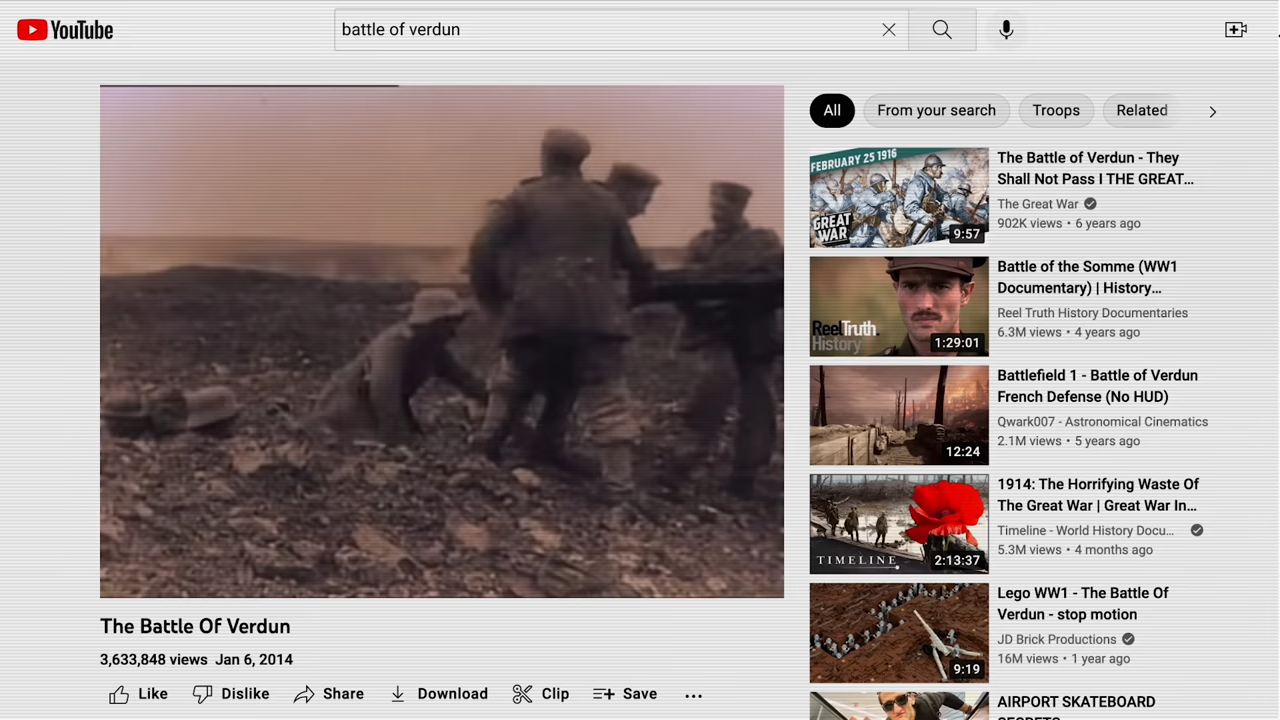 YouTube
battle of verdun
All
From your search
Troops
Related
FEBRUARY 25 1916
GREAT
WAR
9:57
The Battle of Verdun - They
Shall Not Pass I THE GREAT...
The Great War
902K views • 6 years ago
ReelTruth
History
1:29:01
Battle of the Somme (WW1
Documentary) | History...
Reel Truth History Documentaries
6.3M views • 4 years ago
12:24
Battlefield 1 - Battle of Verdun
French Defense (No HUD)
Qwark007 - Astronomical Cinematics
2.1M views • 5 years ago
TIMELINE
2:13:37
1914: The Horrifying Waste Of
The Great War | Great War In...
Timeline - World History Docu...
5.3M views • 4 months ago
9:19
Lego WW1 - The Battle Of
Verdun - stop motion
JD Brick Productions
16M views • 1 year ago
AIRPORT SKATEBOARD
The Battle Of Verdun
3,633,848 views Jan 6, 2014
Like
Dislike
Share
Download
Clip
Save